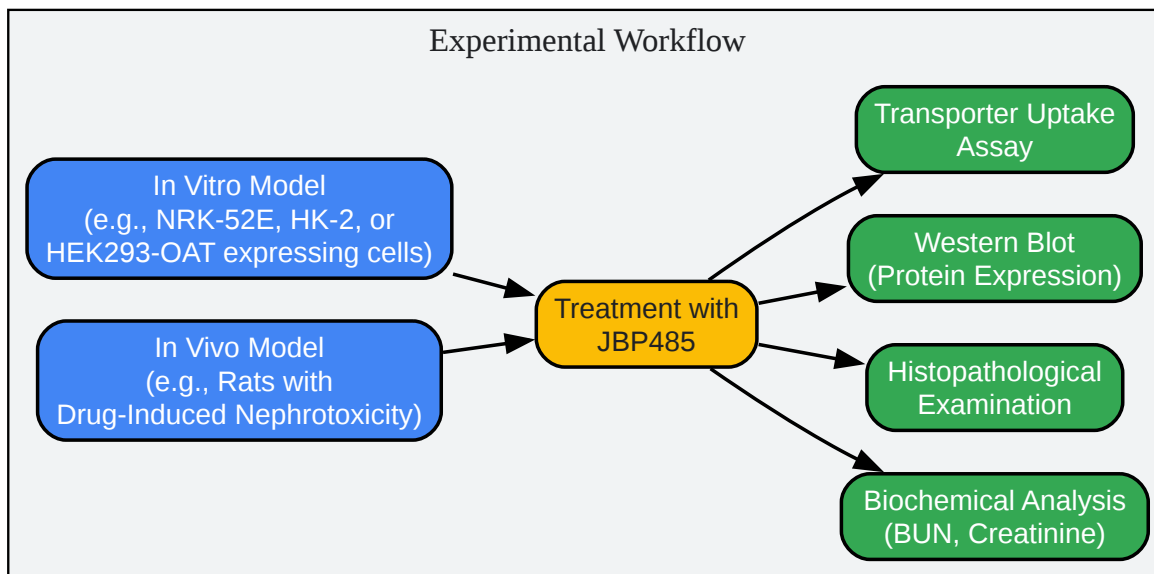 Experimental Workflow
In Vitro Model
(e.g., NRK-52E, HK-2, or
HEK293-OAT expressing cells)
In Vivo Model
(e.g., Rats with
Drug-Induced Nephrotoxicity)
Treatment with
JBP485
Transporter Uptake
Assay
Western Blot
(Protein Expression)
Histopathological
Examination
Biochemical Analysis
(BUN, Creatinine)